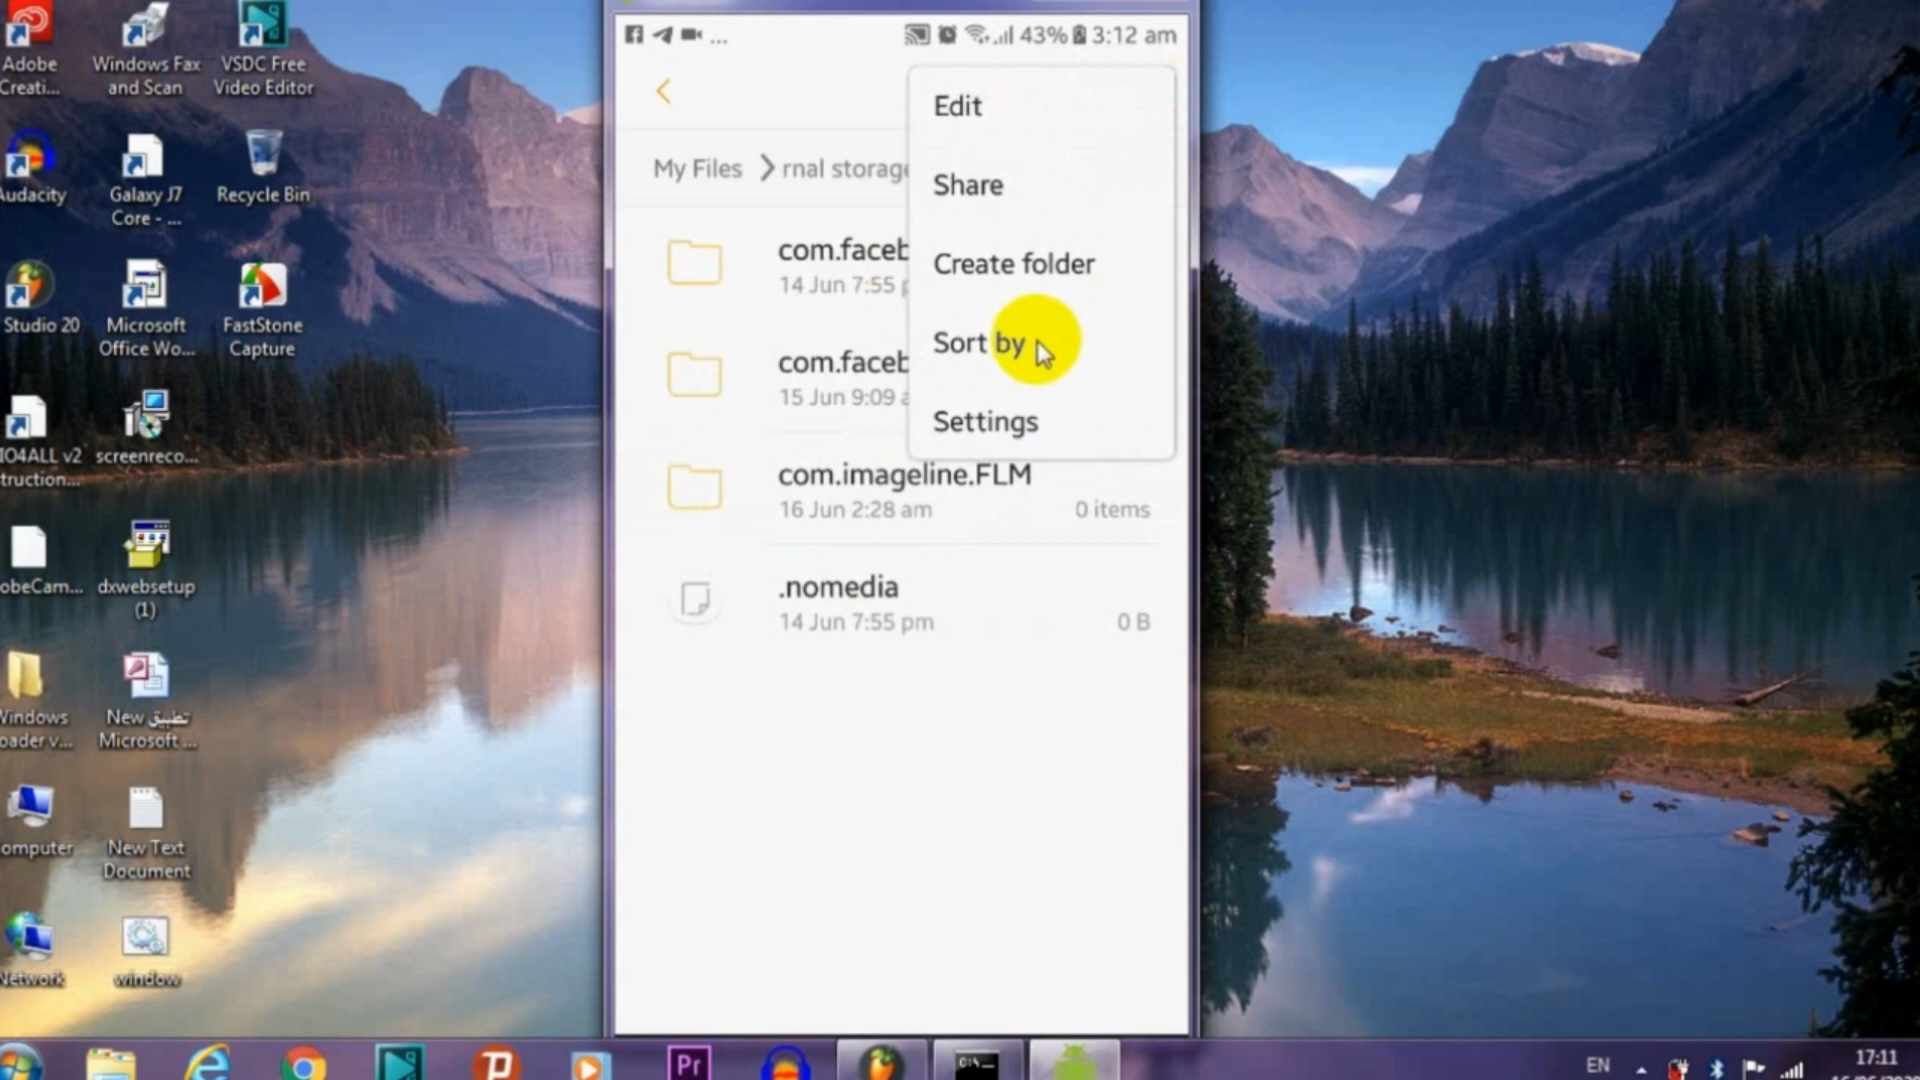 Adobe
Creati...
Windows Fax
and Scan
VSDC Free
Video Editor
Audacity
Galaxy J7
Core - ...
Recycle Bin
Studio 20
Microsoft
Office Wo...
FastStone
Capture
IO4ALL v2
truction...
screenreco...
obeCam...
dxwebsetup
(1)
Windows
oader v...
New تطبيق
Microsoft ...
omputer
New Text
Document
Network
window
...
43%
3:12 am
My Files
rnal storage
Edit
Share
Create folder
Sort by
Settings
com.faceb
14 Jun 7:55 p
com.faceb
15 Jun 9:09 a
com.imageline.FLM
16 Jun 2:28 am
0 items
.nomedia
14 Jun 7:55 pm
0 B
Pr
C:\_
EN
17:11